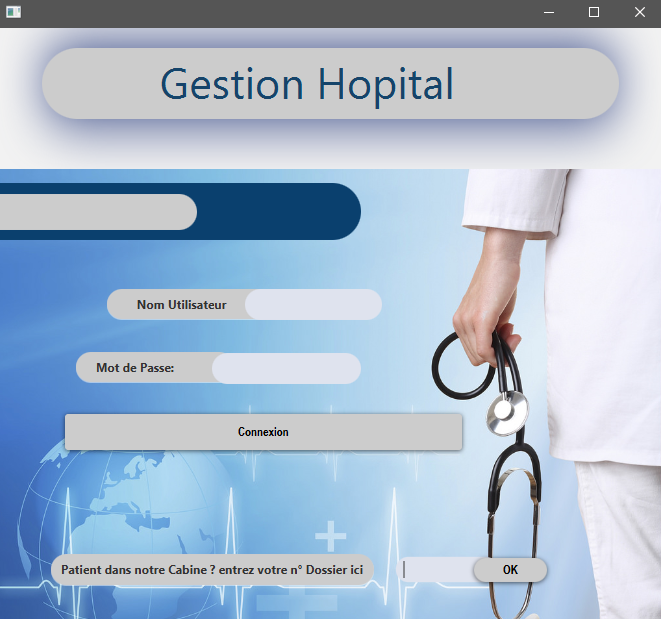 Gestion Hopital
Nom Utilisateur
Mot de Passe:
Connexion
Patient dans notre Cabine ? entrez votre n° Dossier ici
OK